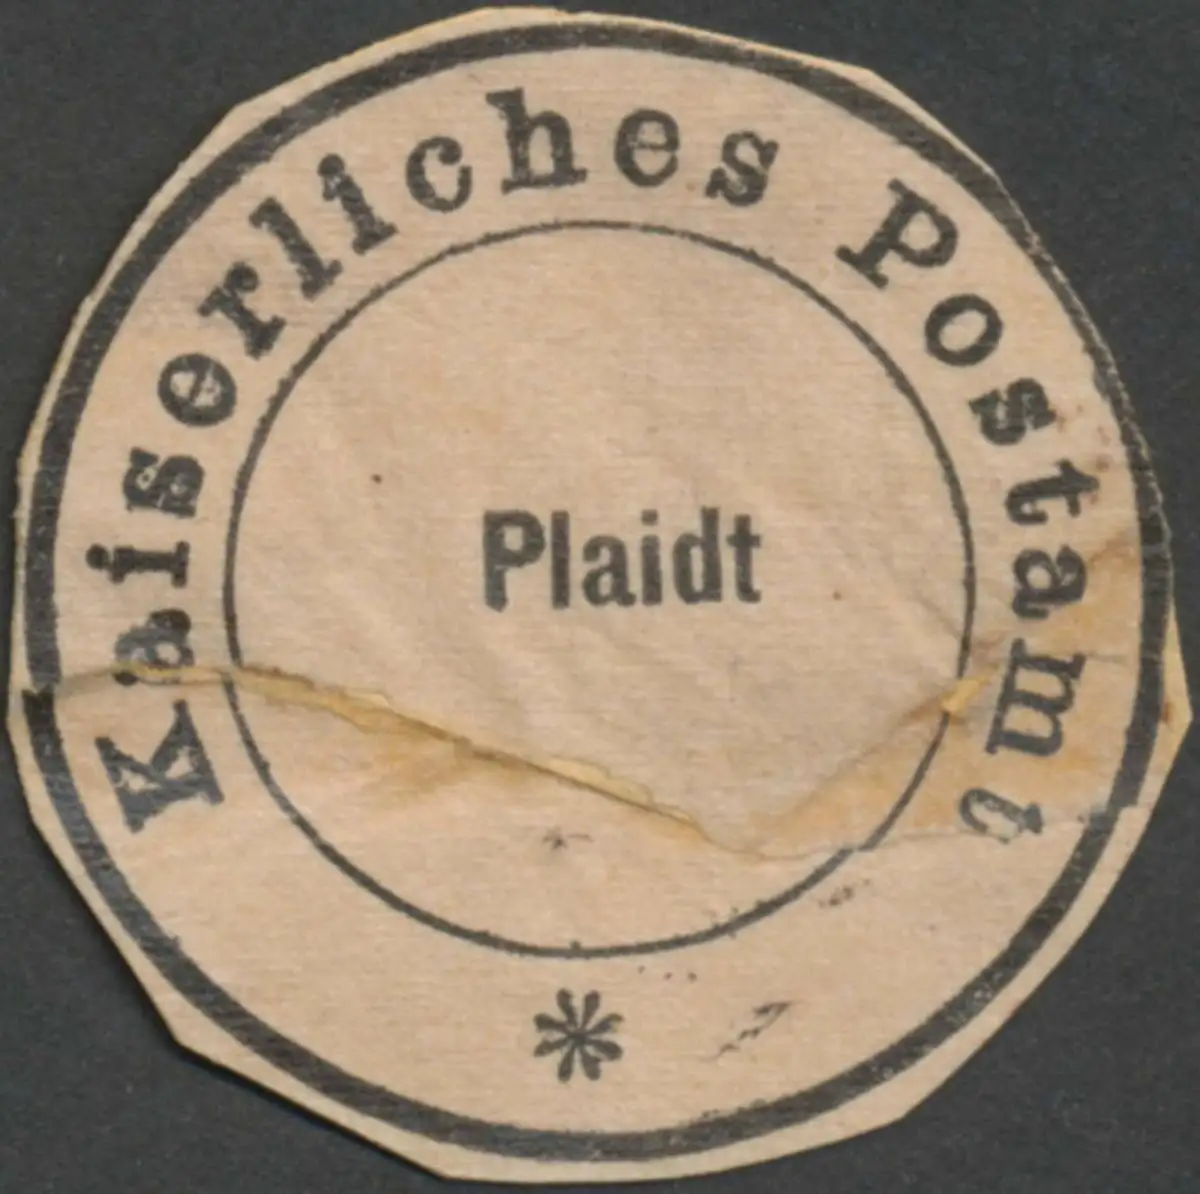 Kaiserliches Postamt
Plaidt